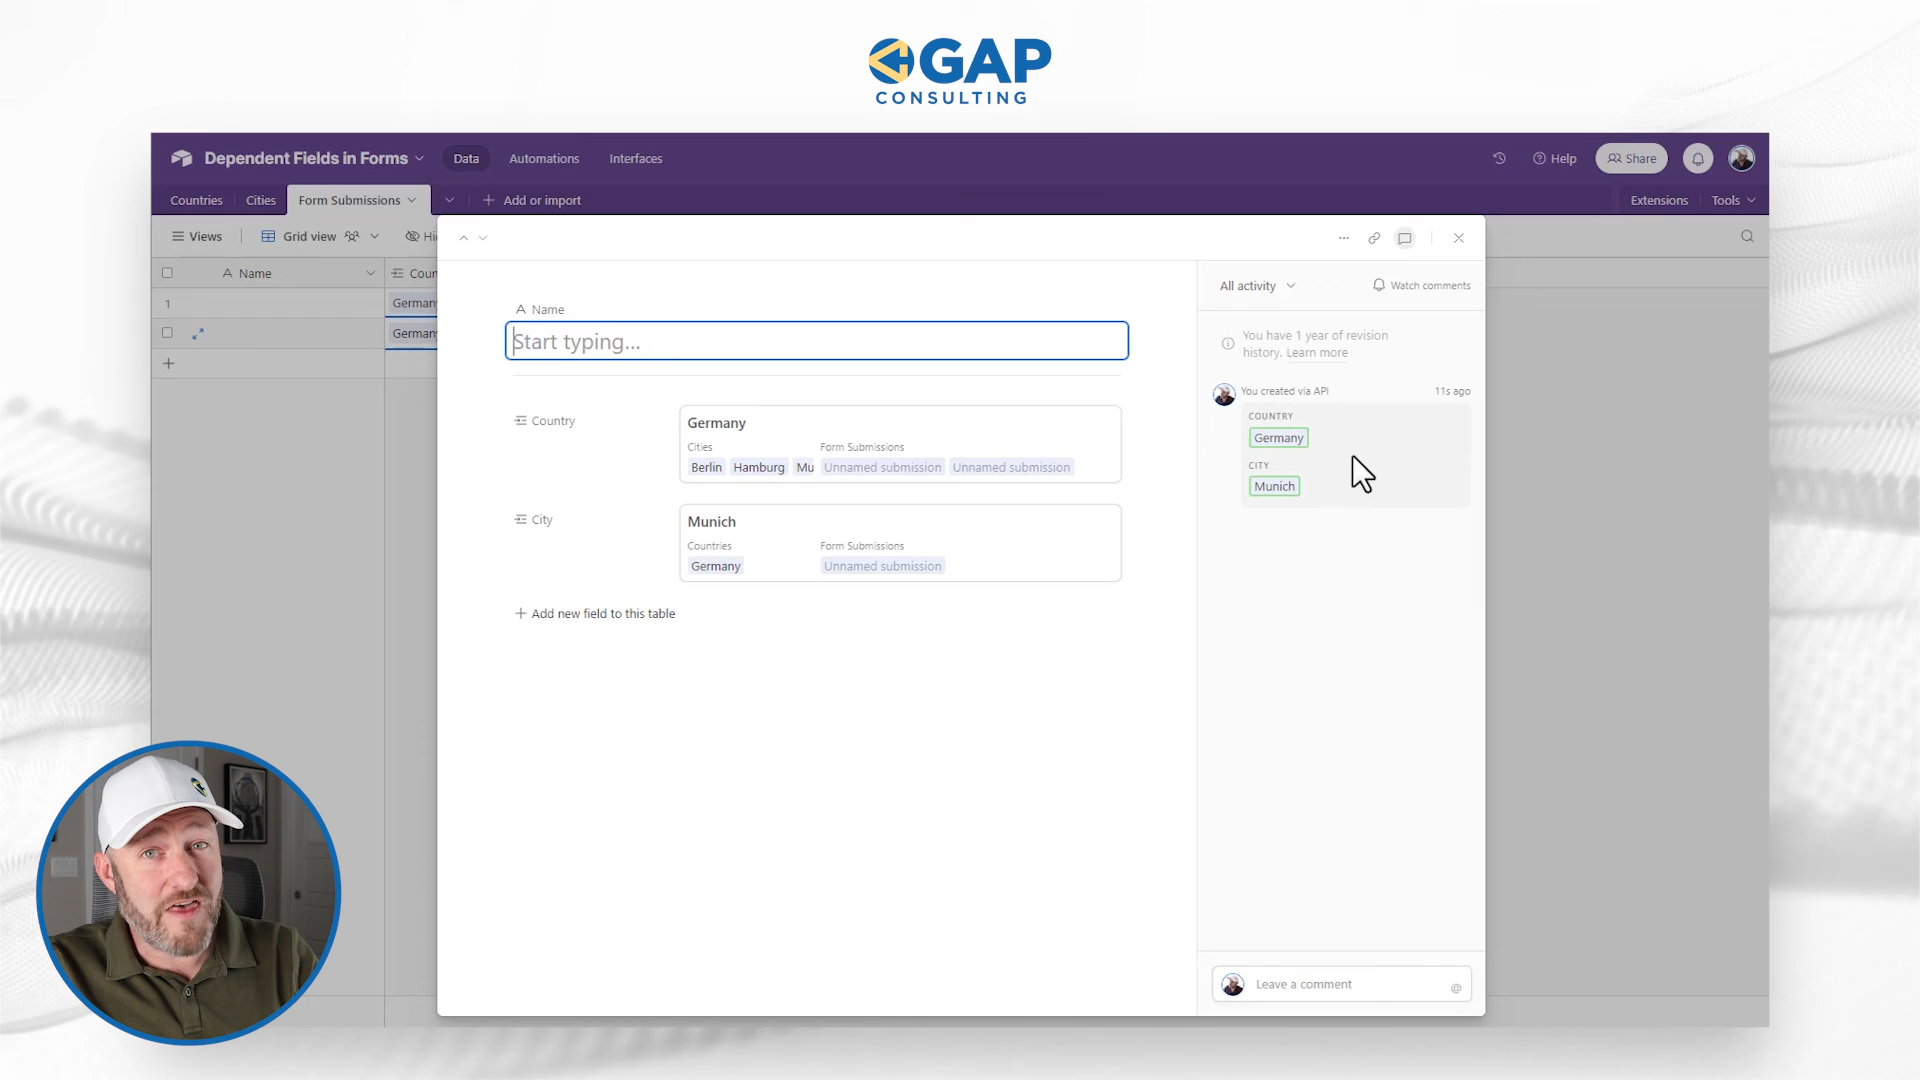 GAP
CONSULTING
Dependent Fields in Forms
Data
Automations
Interfaces
Help
Share
Countries
Cities
Form Submissions
Add or import
Extensions
Tools
Views
Grid view
Hi
Name
Coun
1
German
German
All activity
Watch comments
Name
Start typing...
You have 1 year of revision
history. Learn more
You created via API
11s ago
COUNTRY
Germany
CITY
Munich
Country
Germany
Cities
Form Submissions
Berlin Hamburg Mu Unnamed submission Unnamed submission
City
Munich
Countries
Form Submissions
Germany
Unnamed submission
+ Add new field to this table
Leave a comment
@